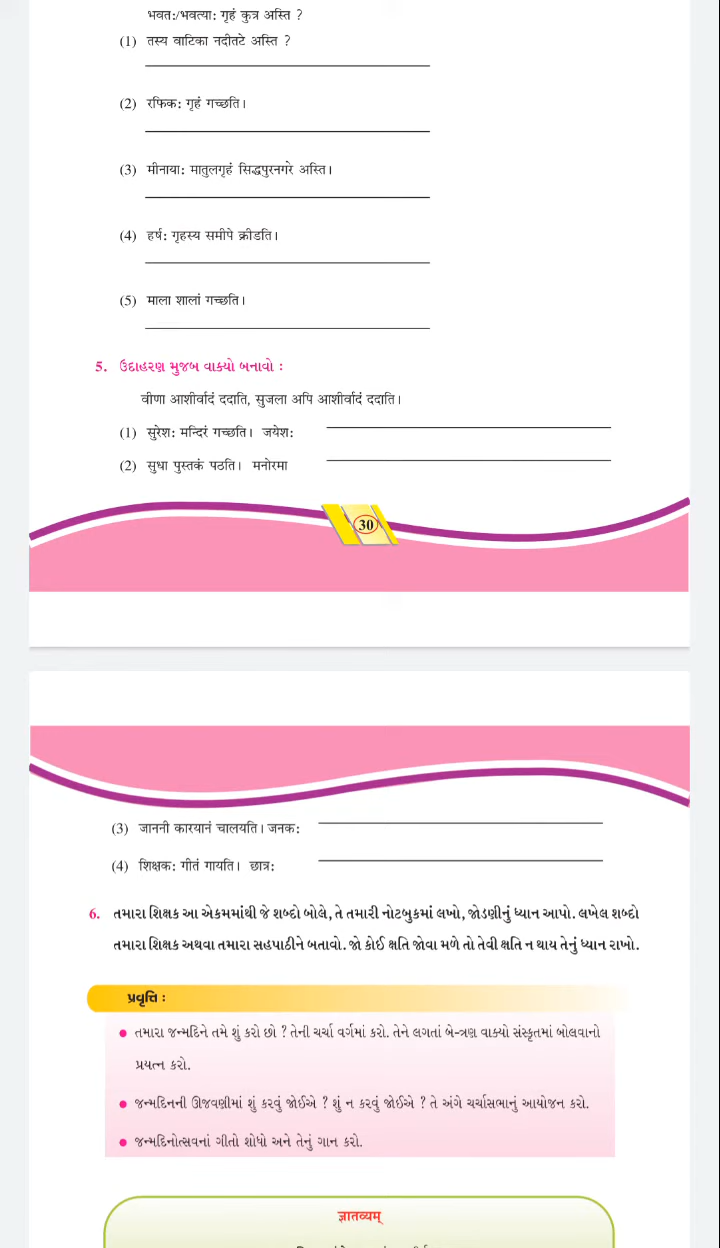 भवतः/भवत्याः गृहं कुत्र अस्ति ?
(1) तस्य वाटिका नदीतटे अस्ति ?
(2) रफिकः गृहं गच्छति।
(3) मीनायाः मातुलगृहं सिद्धपुरनगरे अस्ति।
(4) हर्षः गृहस्य समीपे क्रीडति।
(5) माला शालां गच्छति।
5. ઉદાહરણ મુજબ વાક્યો બનાવો :
वीणा आशीर्वादं ददाति, सुजला अपि आशीर्वादं ददाति।
(1) सुरेशः मन्दिरं गच्छति। जयेशः
(2) सुधा पुस्तकं पठति। मनोरमा
30
(3) जाननी कारयानं चालयति। जनकः
(4) शिक्षकः गीतं गायति। छात्रः
6. તમારા શિક્ષક આ એકમમાંથી જે શબ્દો બોલે, તે તમારી નોટબુકમાં લખો, જોડણીનું ધ્યાન આપો. લખેલ શબ્દો
તમારા શિક્ષક અથવા તમારા સહપાઠીને બતાવો. જો કોઈ ક્ષતિ જોવા મળે તો તેવી ક્ષતિ ન થાય તેનું ધ્યાન રાખો.
પ્રવૃત્તિ :
● તમારા જન્મદિને તમે શું કરો છો ? તેની ચર્ચા વર્ગમાં કરો. તેને લગતાં બે-ત્રણ વાક્યો સંસ્કૃતમાં બોલવાનો
પ્રયત્ન કરો.
● જન્મદિનની ઊજવણીમાં શું કરવું જોઈએ ? શું ન કરવું જોઈએ ? તે અંગે ચર્ચાસભાનું આયોજન કરો.
● જન્મદિનોત્સવનાં ગીતો શોધો અને તેનું ગાન કરો.
ज्ञातव्यम्